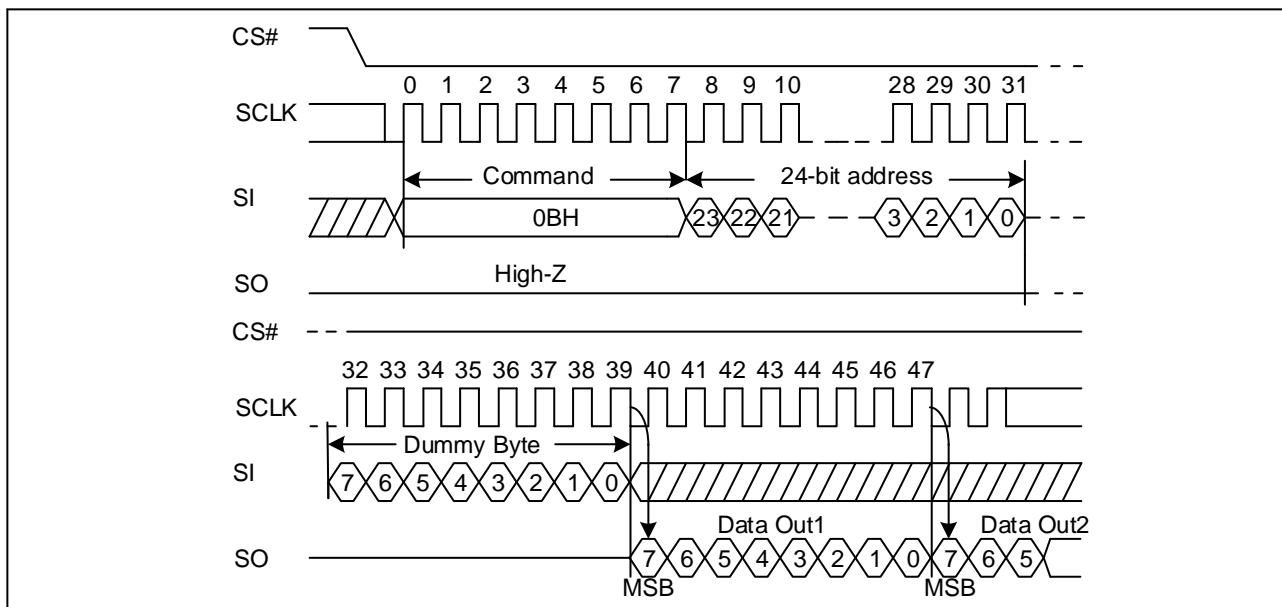 CS#
0 1 2 3 4 5 6 7 8 9 10 28 29 30 31
SCLK
Command 24-bit address
SI
0BH 23 22 21 3 2 1 0
High-Z
SO
CS#
32 33 34 35 36 37 38 39 40 41 42 43 44 45 46 47
SCLK
Dummy Byte
SI 7 6 5 4 3 2 1 0
Data Out1 Data Out2
SO 7 6 5 4 3 2 1 0 7 6 5
MSB MSB